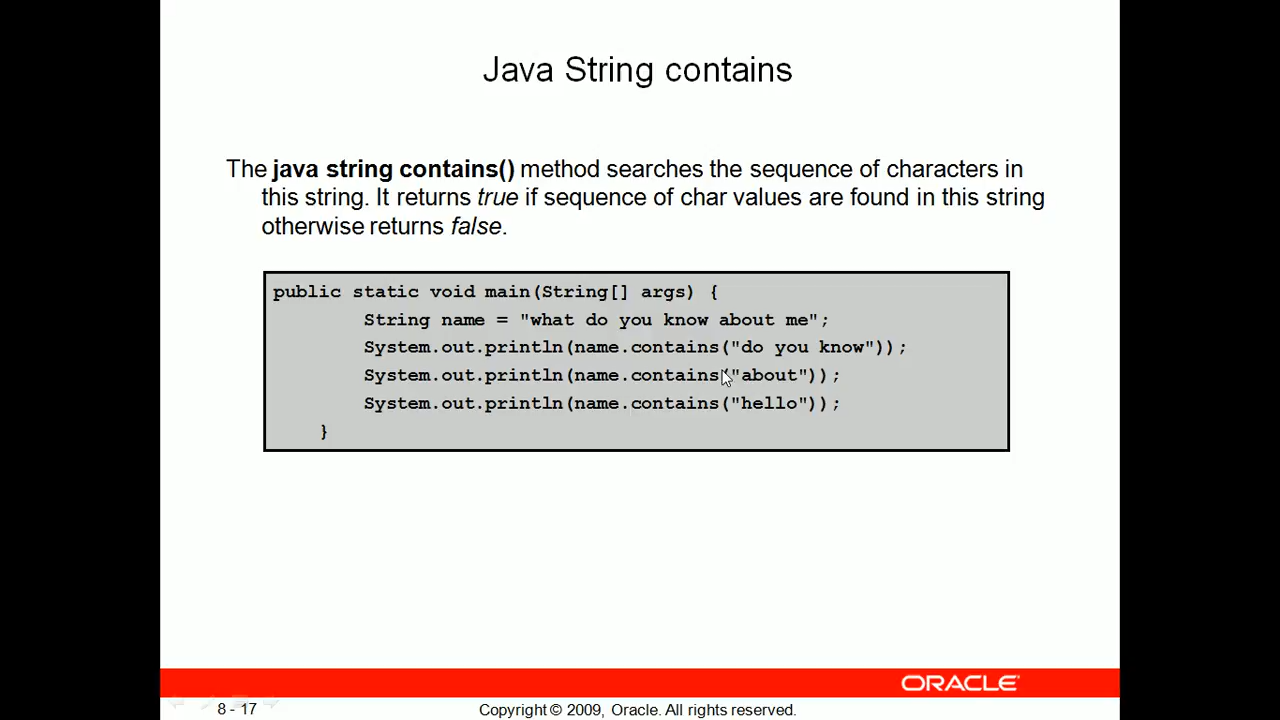 Java String contains
The java string contains() method searches the sequence of characters in
this string. It returns true if sequence of char values are found in this string
otherwise returns false.
public static void main(String[] args) {
String name = "what do you know about me";
System.out.println(name.contains("do you know"));
System.out.println(name.contains("about"));
System.out.println(name.contains("hello"));
}
ORACLE
8 - 17
Copyright © 2009, Oracle. All rights reserved.